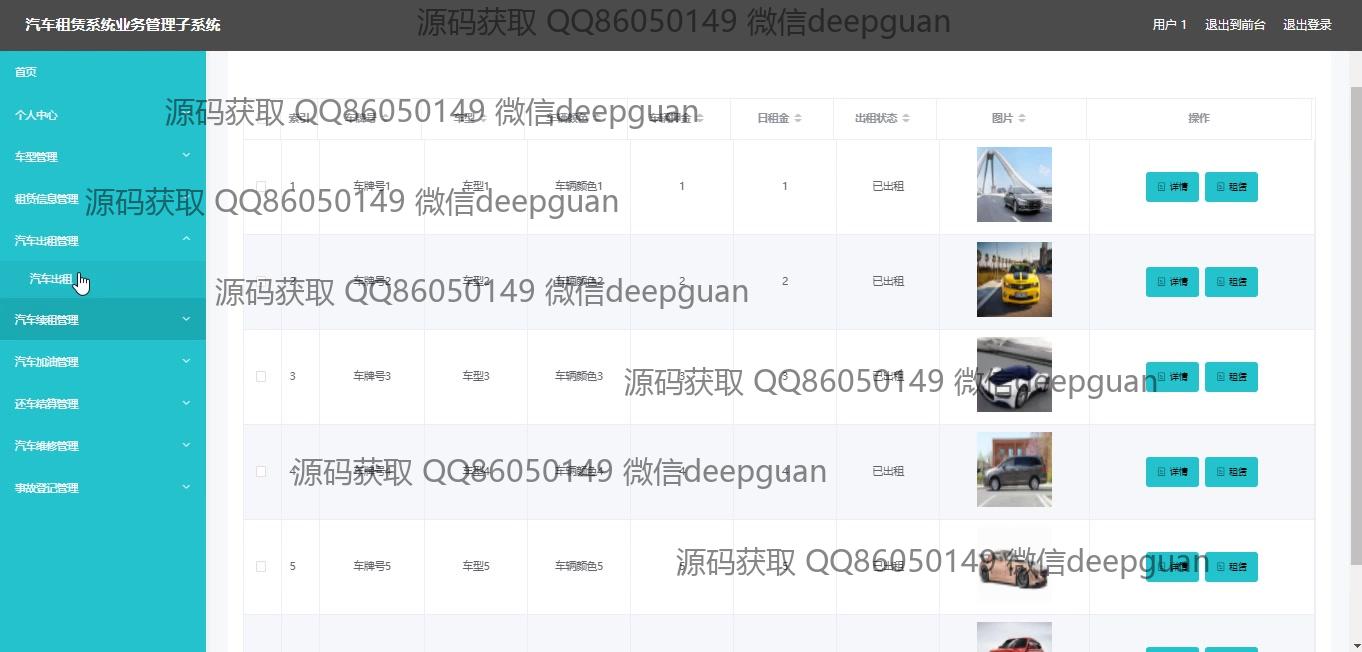 汽车租赁系统业务管理子系统
源码获取 QQ86050149 微信deepguan
用户 1 退出到前台 退出登录
首页
个人中心
车型管理
租赁信息管理
汽车出租管理
汽车出租
汽车续租管理
汽车加油管理
还车结算管理
汽车维修管理
事故登记管理
源码获取 QQ86050149 微信deepguan
索引 车牌号 车型 车辆颜色 车辆押金 日租金 出租状态 图片 操作
1 车牌号1 车型1 车辆颜色1 1 1 已出租 详情 租赁
源码获取 QQ86050149 微信deepguan
2 车牌号2 车型2 车辆颜色2 2 2 已出租 详情 租赁
源码获取 QQ86050149 微信deepguan
3 车牌号3 车型3 车辆颜色3 3 3 已出租 详情 租赁
源码获取 QQ86050149 微信deepguan
4 车牌号4 车型4 车辆颜色4 4 4 已出租 详情 租赁
源码获取 QQ86050149 微信deepguan
5 车牌号5 车型5 车辆颜色5 5 5 已出租 详情 租赁
源码获取 QQ86050149 微信deepguan